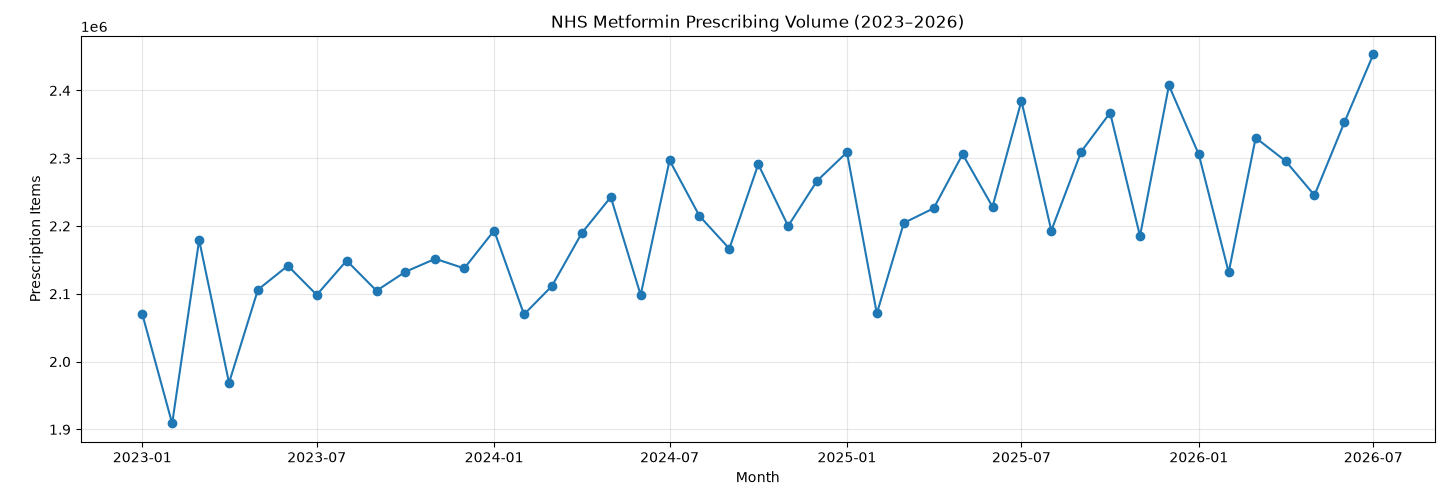 NHS Metformin Prescribing Volume (2023–2026)
1e6
Prescription Items
2.4
2.3
2.2
2.1
2.0
1.9
2023-01 2023-07 2024-01 2024-07 2025-01 2025-07 2026-01 2026-07
Month